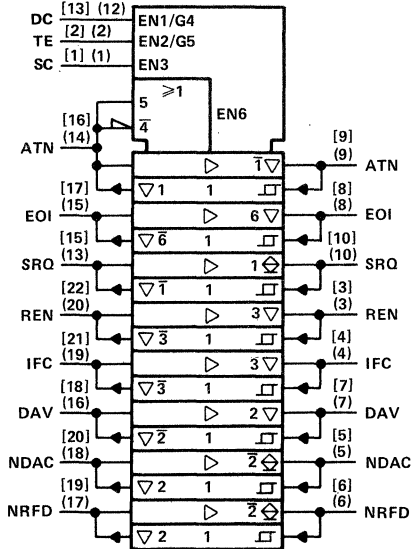 DC [13] (12) EN1/G4
TE [2] (2) EN2/G5
SC [1] (1) EN3
≥1
5 EN6
[16] 4̅
ATN (14) [9]
▷ 1̅ ▽ (9) ATN
[17] ▽ 1 1 [8]
EOI (15) ▷ 6 ▽ (8) EOI
[15] ▽ 6̅ 1 [10]
SRQ (13) ▷ 1 (10) SRQ
[22] ▽ 1̅ 1 [3]
REN (20) ▷ 3 ▽ (3) REN
[21] ▽ 3̅ 1 [4]
IFC (19) ▷ 3 ▽ (4) IFC
[18] ▽ 3̅ 1 [7]
DAV (16) ▷ 2 ▽ (7) DAV
[20] ▽ 2̅ 1 [5]
NDAC (18) ▷ 2̅ (5) NDAC
[19] ▽ 2 1 [6]
NRFD (17) ▷ 2̅ (6) NRFD
▽ 2 1